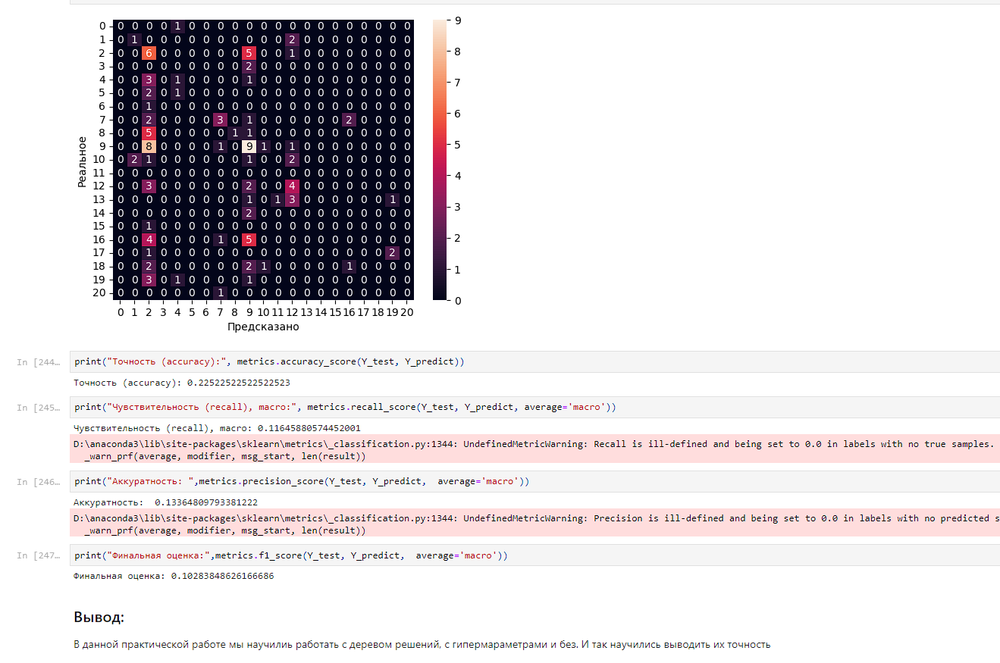 0 0 0 0 0 1 0 0 0 0 0 0 0 0 0 0 0 0 0 0 0 0
1 0 1 0 0 0 0 0 0 0 0 0 0 2 0 0 0 0 0 0 0 0
2 0 0 6 0 0 0 0 0 0 5 0 0 1 0 0 0 0 0 0 0 0
3 0 0 0 0 0 0 0 0 0 2 0 0 0 0 0 0 0 0 0 0 0
4 0 0 3 0 1 0 0 0 0 1 0 0 0 0 0 0 0 0 0 0 0
5 0 0 2 0 1 0 0 0 0 0 0 0 0 0 0 0 0 0 0 0 0
6 0 0 1 0 0 0 0 0 0 0 0 0 0 0 0 0 0 0 0 0 0
7 0 0 2 0 0 0 0 3 0 1 0 0 0 0 0 0 2 0 0 0 0
8 0 0 5 0 0 0 0 0 1 1 0 0 0 0 0 0 0 0 0 0 0
9 0 0 8 0 0 0 0 1 0 9 1 0 1 0 0 0 0 0 0 0 0
10 0 2 1 0 0 0 0 0 0 1 0 0 2 0 0 0 0 0 0 0 0
11 0 0 0 0 0 0 0 0 0 0 0 0 0 0 0 0 0 0 0 0 0
12 0 0 3 0 0 0 0 0 0 2 0 0 4 0 0 0 0 0 0 0 0
13 0 0 0 0 0 0 0 0 0 1 0 1 3 0 0 0 0 0 0 1 0
14 0 0 0 0 0 0 0 0 0 2 0 0 0 0 0 0 0 0 0 0 0
15 0 0 1 0 0 0 0 0 0 0 0 0 0 0 0 0 0 0 0 0 0
16 0 0 4 0 0 0 0 1 0 5 0 0 0 0 0 0 0 0 0 0 0
17 0 0 1 0 0 0 0 0 0 0 0 0 0 0 0 0 0 0 0 2 0
18 0 0 2 0 0 0 0 0 0 2 1 0 0 0 0 0 1 0 0 0 0
19 0 0 3 0 1 0 0 0 0 1 0 0 0 0 0 0 0 0 0 0 0
20 0 0 0 0 0 0 0 1 0 0 0 0 0 0 0 0 0 0 0 0 0
0 1 2 3 4 5 6 7 8 9 10 11 12 13 14 15 16 17 18 19 20
Реальное
Предсказано
9
8
7
6
5
4
3
2
1
0
In [244… print("Точность (accuracy):", metrics.accuracy_score(Y_test, Y_predict))
Точность (accuracy): 0.22522522522522523
In [245… print("Чувствительность (recall), macro:", metrics.recall_score(Y_test, Y_predict, average='macro'))
Чувствительность (recall), macro: 0.11645880574452001
D:\anaconda3\lib\site-packages\sklearn\metrics\_classification.py:1344: UndefinedMetricWarning: Recall is ill-defined and being set to 0.0 in labels with no true samples.
_warn_prf(average, modifier, msg_start, len(result))
In [246… print("Аккуратность: ",metrics.precision_score(Y_test, Y_predict,  average='macro'))
Аккуратность:  0.13364809793381222
D:\anaconda3\lib\site-packages\sklearn\metrics\_classification.py:1344: UndefinedMetricWarning: Precision is ill-defined and being set to 0.0 in labels with no predicted s
_warn_prf(average, modifier, msg_start, len(result))
In [247… print("Финальная оценка:",metrics.f1_score(Y_test, Y_predict,  average='macro'))
Финальная оценка: 0.10283848626166686
Вывод:
В данной практической работе мы научилиь работать с деревом решений, с гипермараметрами и без. И так научились выводить их точность